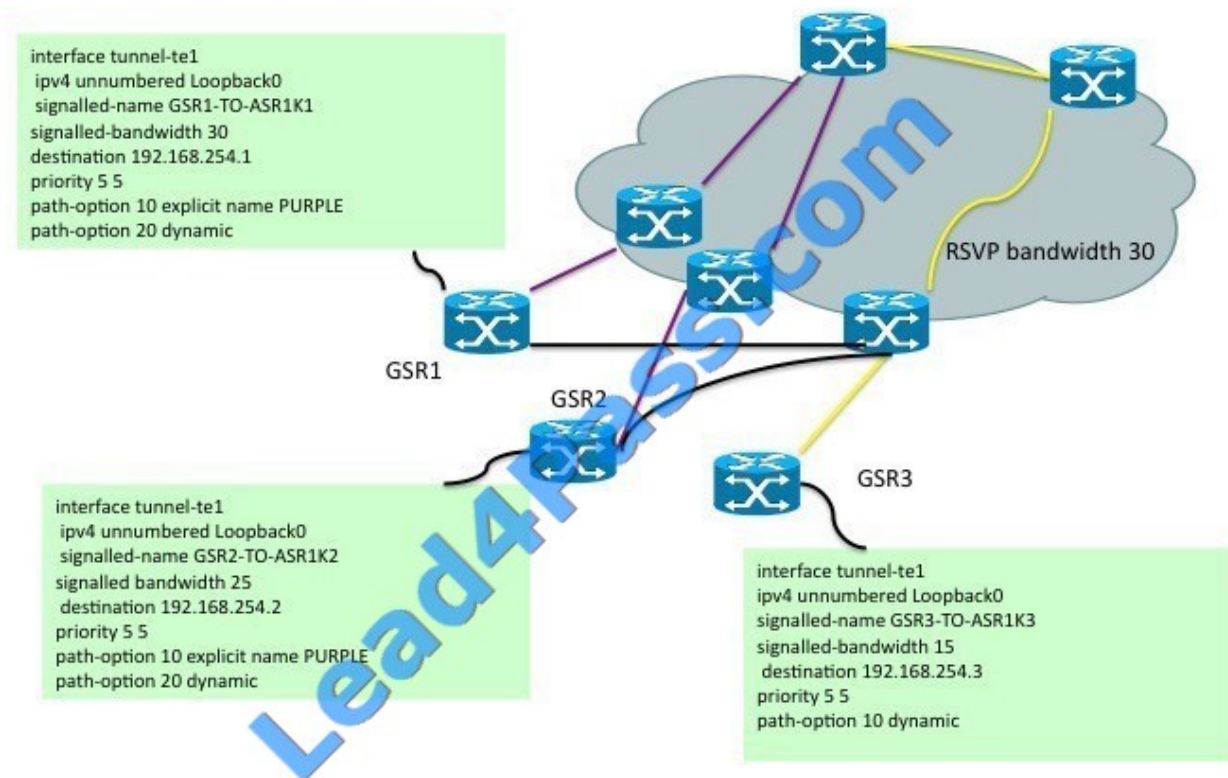 interface tunnel-te1
ipv4 unnumbered Loopback0
signalled-name GSR1-TO-ASR1K1
signalled-bandwidth 30
destination 192.168.254.1
priority 5 5
path-option 10 explicit name PURPLE
path-option 20 dynamic
RSVP bandwidth 30
GSR1
GSR2
GSR3
interface tunnel-te1
ipv4 unnumbered Loopback0
signalled-name GSR2-TO-ASR1K2
signalled bandwidth 25
destination 192.168.254.2
priority 5 5
path-option 10 explicit name PURPLE
path-option 20 dynamic
interface tunnel-te1
ipv4 unnumbered Loopback0
signalled-name GSR3-TO-ASR1K3
signalled-bandwidth 15
destination 192.168.254.3
priority 5 5
path-option 10 dynamic
Lead4Pass.com